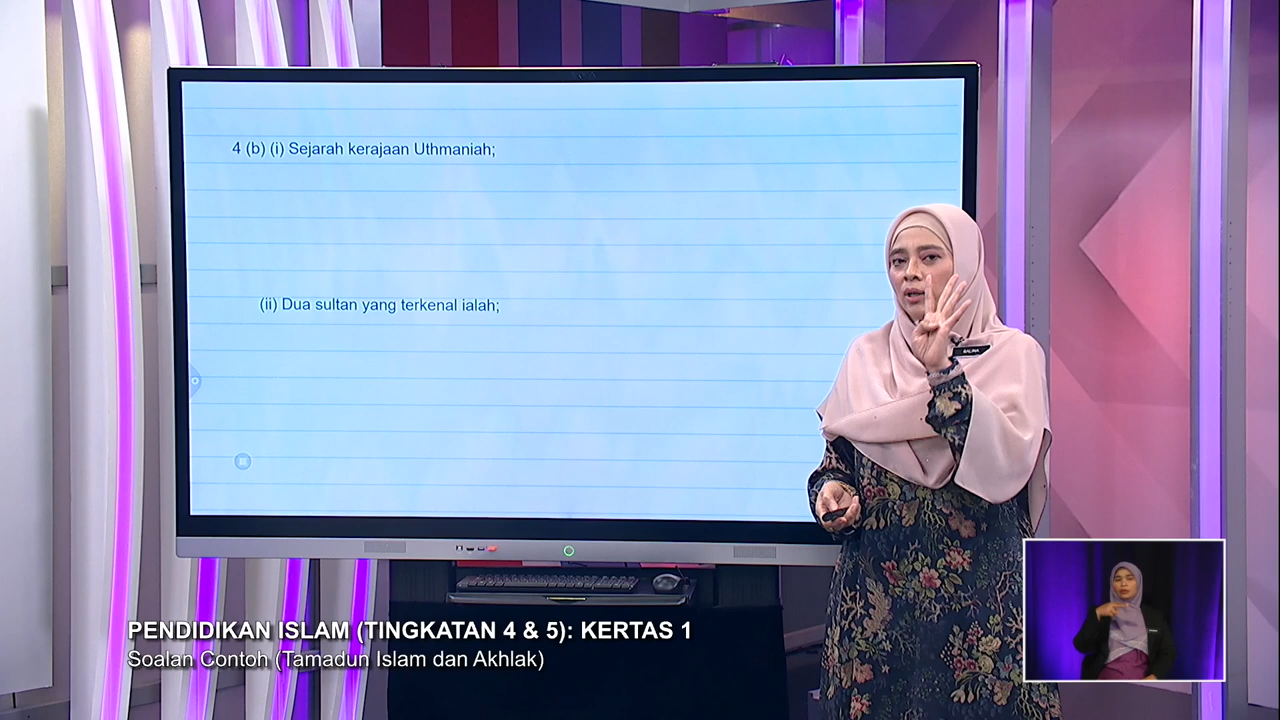 4 (b) (i) Sejarah kerajaan Uthmaniah;
(ii) Dua sultan yang terkenal ialah;
SALINA
PENDIDIKAN ISLAM (TINGKATAN 4 & 5): KERTAS 1
Soalan Contoh (Tamadun Islam dan Akhlak)